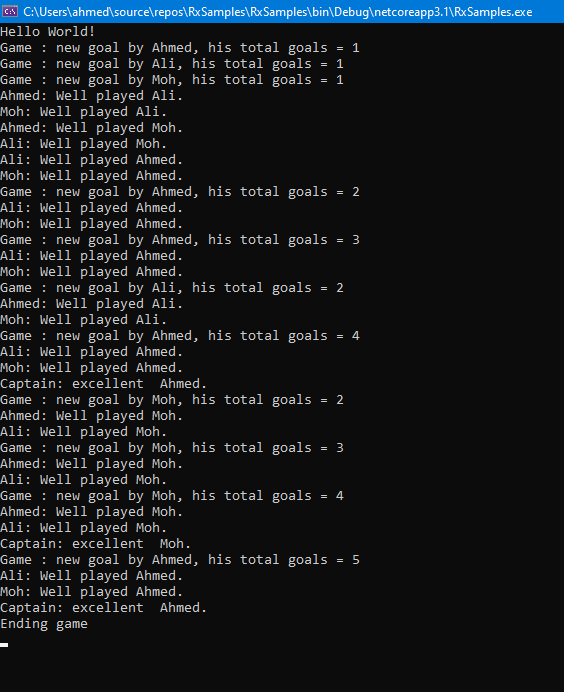 C:\Users\ahmed\source\repos\RxSamples\RxSamples\bin\Debug\netcoreapp3.1\RxSamples.exe
Hello World!
Game : new goal by Ahmed, his total goals = 1
Game : new goal by Ali, his total goals = 1
Game : new goal by Moh, his total goals = 1
Ahmed: Well played Ali.
Moh: Well played Ali.
Ahmed: Well played Moh.
Ali: Well played Moh.
Ali: Well played Ahmed.
Moh: Well played Ahmed.
Game : new goal by Ahmed, his total goals = 2
Ali: Well played Ahmed.
Moh: Well played Ahmed.
Game : new goal by Ahmed, his total goals = 3
Ali: Well played Ahmed.
Moh: Well played Ahmed.
Game : new goal by Ali, his total goals = 2
Ahmed: Well played Ali.
Moh: Well played Ali.
Game : new goal by Ahmed, his total goals = 4
Ali: Well played Ahmed.
Moh: Well played Ahmed.
Captain: excellent  Ahmed.
Game : new goal by Moh, his total goals = 2
Ahmed: Well played Moh.
Ali: Well played Moh.
Game : new goal by Moh, his total goals = 3
Ahmed: Well played Moh.
Ali: Well played Moh.
Game : new goal by Moh, his total goals = 4
Ahmed: Well played Moh.
Ali: Well played Moh.
Captain: excellent  Moh.
Game : new goal by Ahmed, his total goals = 5
Ali: Well played Ahmed.
Moh: Well played Ahmed.
Captain: excellent  Ahmed.
Ending game